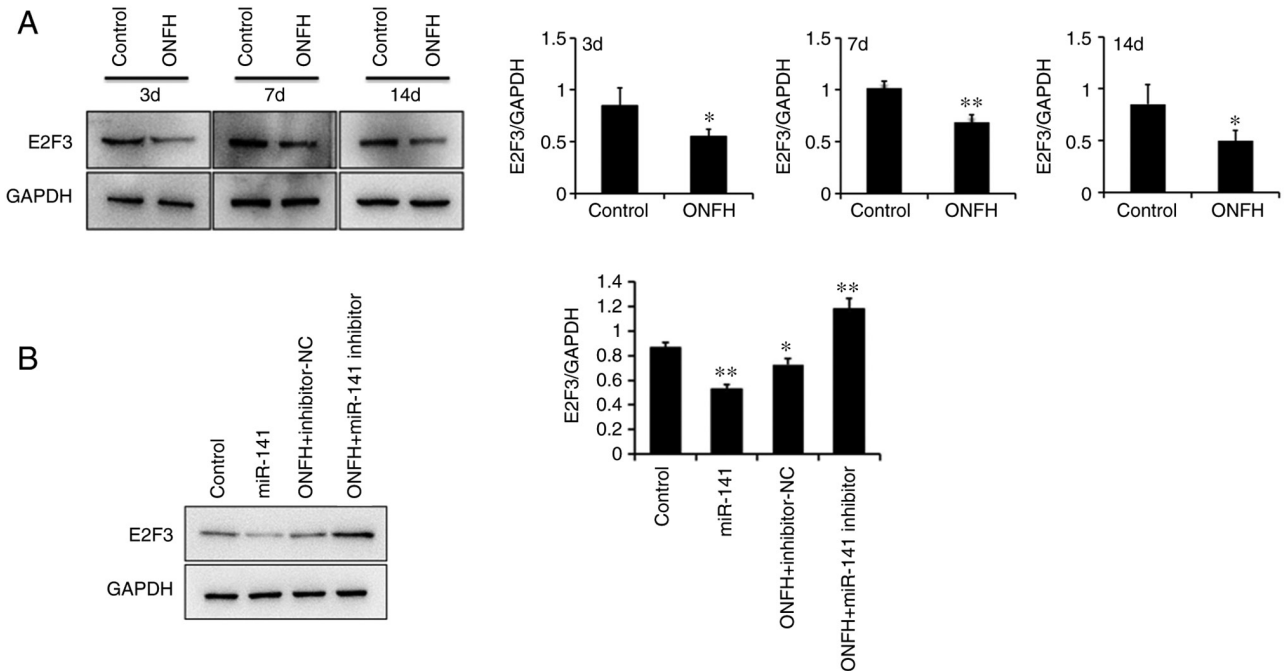 A
Control
ONFH
Control
ONFH
Control
ONFH
3d
7d
14d
E2F3
GAPDH
1.5
1
0.5
0
E2F3/GAPDH
3d
*
Control
ONFH
1.5
1
0.5
0
E2F3/GAPDH
7d
**
Control
ONFH
1.5
1
0.5
0
E2F3/GAPDH
14d
*
Control
ONFH
B
Control
miR-141
ONFH+inhibitor-NC
ONFH+miR-141 inhibitor
E2F3
GAPDH
1.4
1.2
1
0.8
0.6
0.4
0.2
0
E2F3/GAPDH
**
*
**
Control
miR-141
ONFH+inhibitor-NC
ONFH+miR-141 inhibitor